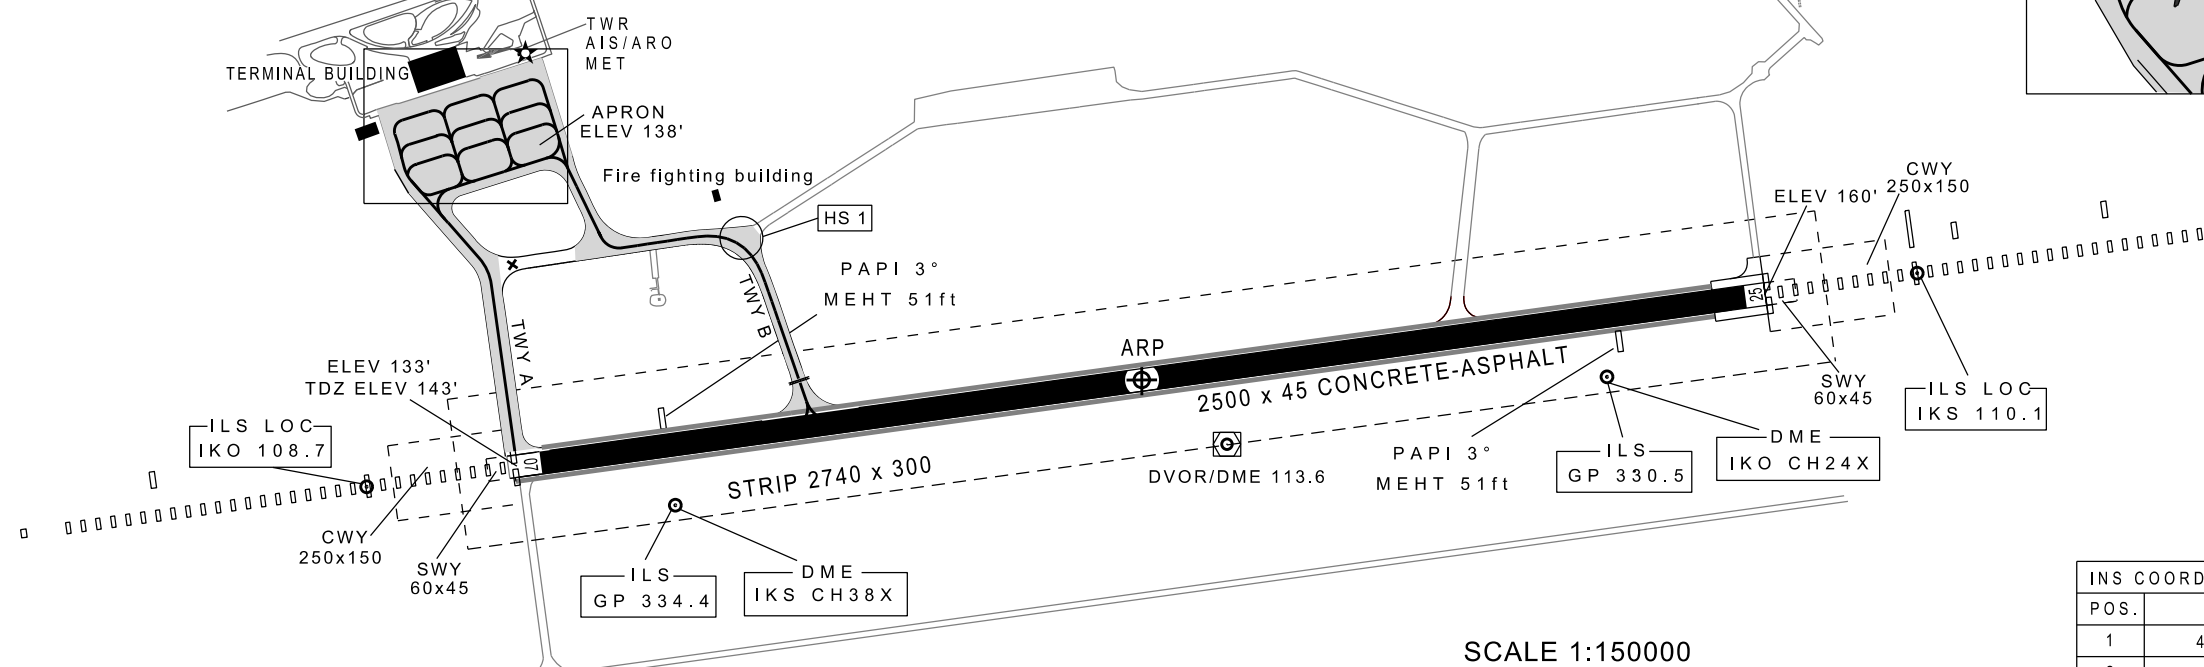 TWR
AIS/ARO
MET
TERMINAL BUILDING
APRON
ELEV 138'
Fire fighting building
HS 1
CWY
250x150
ELEV 160'
PAPI 3°
MEHT 51ft
TWY B
TWY A
25
ARP
2500 x 45 CONCRETE-ASPHALT
ELEV 133'
TDZ ELEV 143'
SWY
60x45
ILS LOC
IKS 110.1
ILS LOC
IKO 108.7
07
STRIP 2740 x 300
DVOR/DME 113.6
PAPI 3°
MEHT 51ft
ILS
GP 330.5
DME
IKO CH24X
CWY
250x150
SWY
60x45
ILS
GP 334.4
DME
IKS CH38X
SCALE 1:150000
INS COORD
POS.
1 4